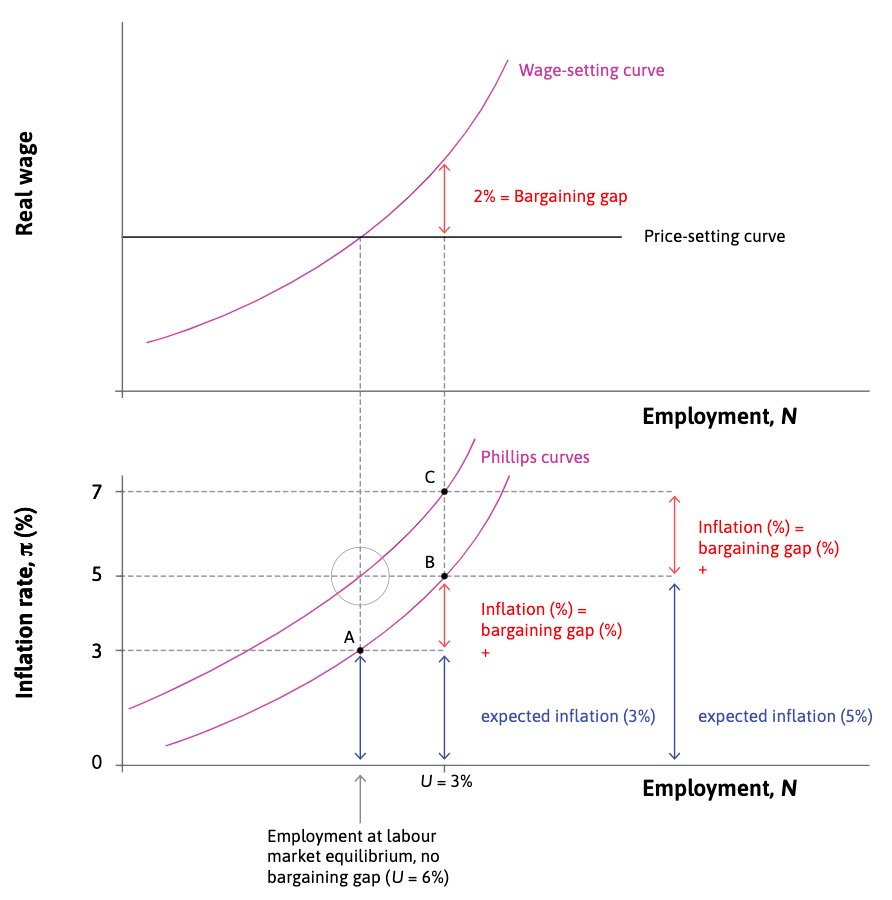 Real wage
Wage-setting curve
2% = Bargaining gap
Price-setting curve
Employment, N
Inflation rate, π (%)
Phillips curves
7
5
3
0
C
B
A
Inflation (%) =
bargaining gap (%)
+
expected inflation (3%)
Inflation (%) =
bargaining gap (%)
+
expected inflation (5%)
U = 3%
Employment, N
Employment at labour
market equilibrium, no
bargaining gap (U = 6%)